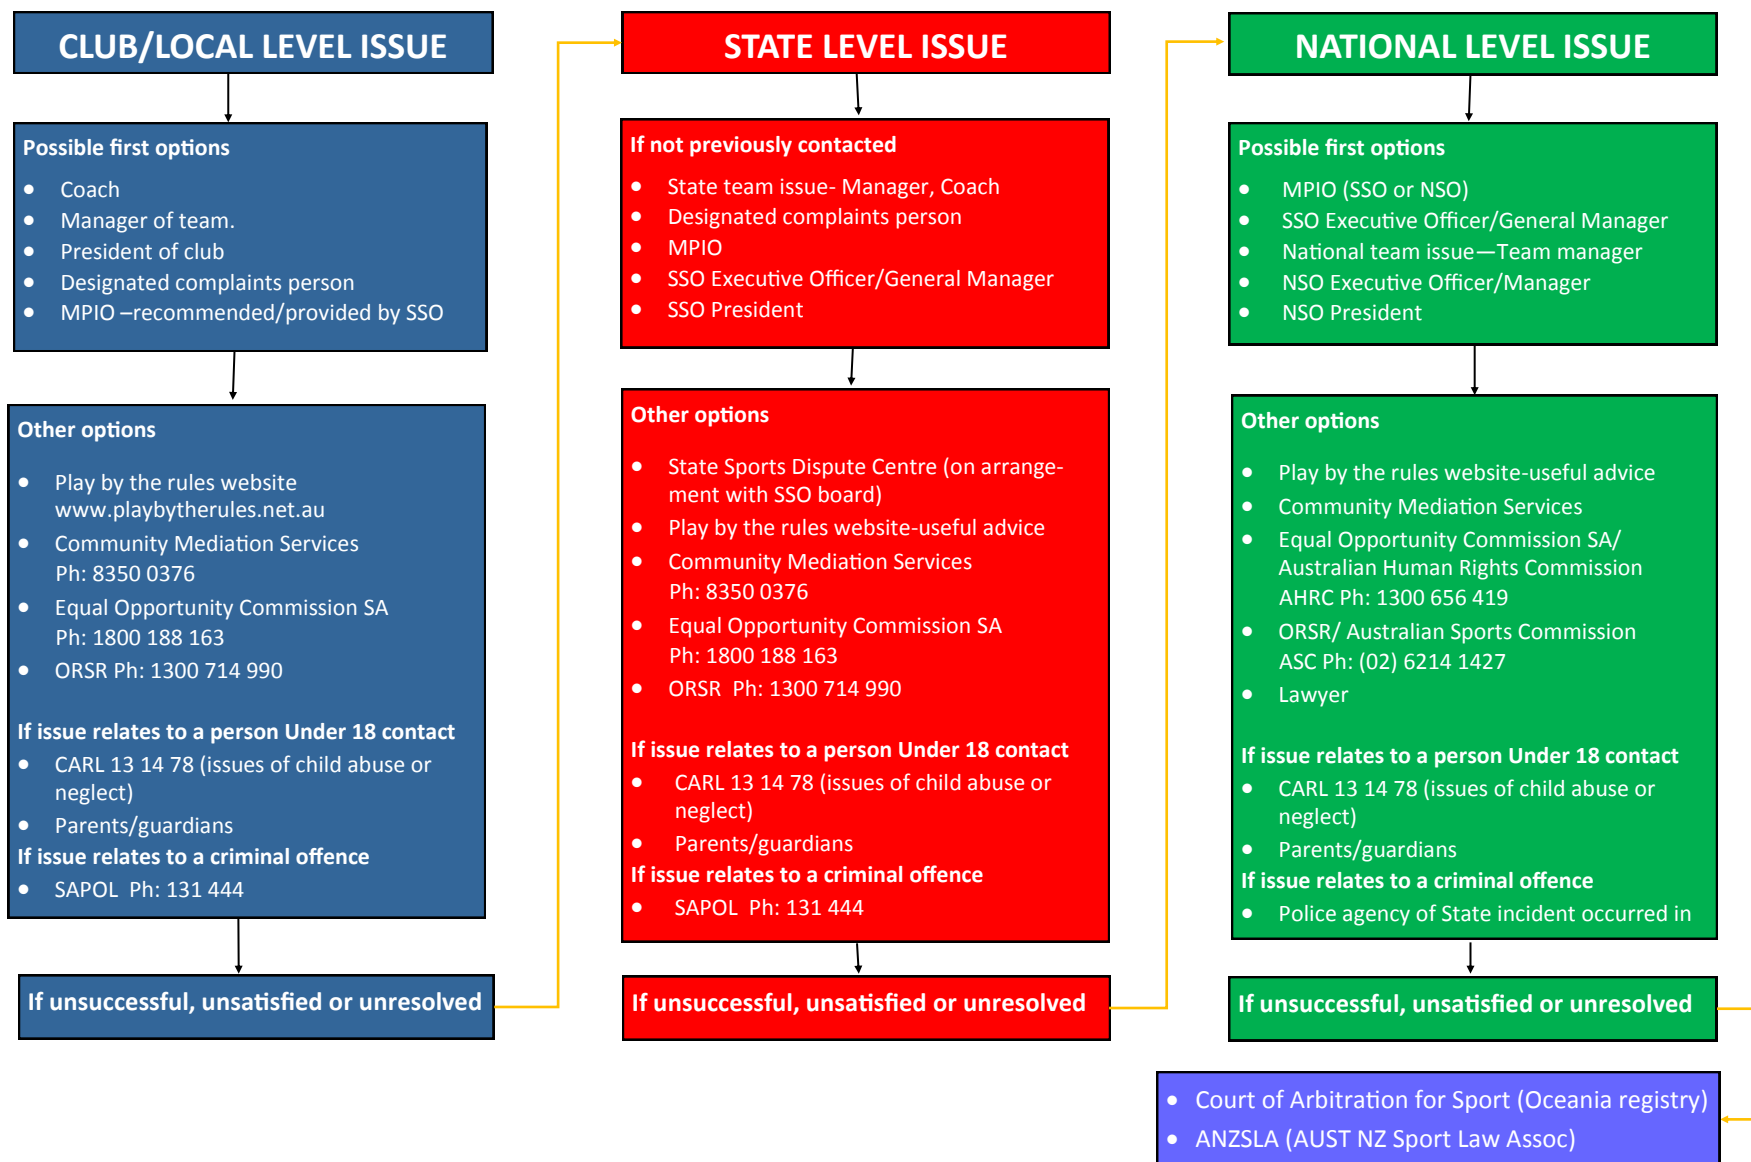 CLUB/LOCAL LEVEL ISSUE
Possible first options
• Coach
• Manager of team.
• President of club
• Designated complaints person
• MPIO –recommended/provided by SSO
Other options
• Play by the rules website
www.playbytherules.net.au
• Community Mediation Services
Ph: 8350 0376
• Equal Opportunity Commission SA
Ph: 1800 188 163
• ORSR Ph: 1300 714 990
If issue relates to a person Under 18 contact
• CARL 13 14 78 (issues of child abuse or
neglect)
• Parents/guardians
If issue relates to a criminal offence
• SAPOL  Ph: 131 444
If unsuccessful, unsatisfied or unresolved
STATE LEVEL ISSUE
If not previously contacted
• State team issue- Manager, Coach
• Designated complaints person
• MPIO
• SSO Executive Officer/General Manager
• SSO President
Other options
• State Sports Dispute Centre (on arrange-
ment with SSO board)
• Play by the rules website-useful advice
• Community Mediation Services
Ph: 8350 0376
• Equal Opportunity Commission SA
Ph: 1800 188 163
• ORSR  Ph: 1300 714 990
If issue relates to a person Under 18 contact
• CARL 13 14 78 (issues of child abuse or
neglect)
• Parents/guardians
If issue relates to a criminal offence
• SAPOL  Ph: 131 444
If unsuccessful, unsatisfied or unresolved
NATIONAL LEVEL ISSUE
Possible first options
• MPIO (SSO or NSO)
• SSO Executive Officer/General Manager
• National team issue—Team manager
• NSO Executive Officer/Manager
• NSO President
Other options
• Play by the rules website-useful advice
• Community Mediation Services
• Equal Opportunity Commission SA/
Australian Human Rights Commission
AHRC Ph: 1300 656 419
• ORSR/ Australian Sports Commission
ASC Ph: (02) 6214 1427
• Lawyer
If issue relates to a person Under 18 contact
• CARL 13 14 78 (issues of child abuse or
neglect)
• Parents/guardians
If issue relates to a criminal offence
• Police agency of State incident occurred in
If unsuccessful, unsatisfied or unresolved
• Court of Arbitration for Sport (Oceania registry)
• ANZSLA (AUST NZ Sport Law Assoc)